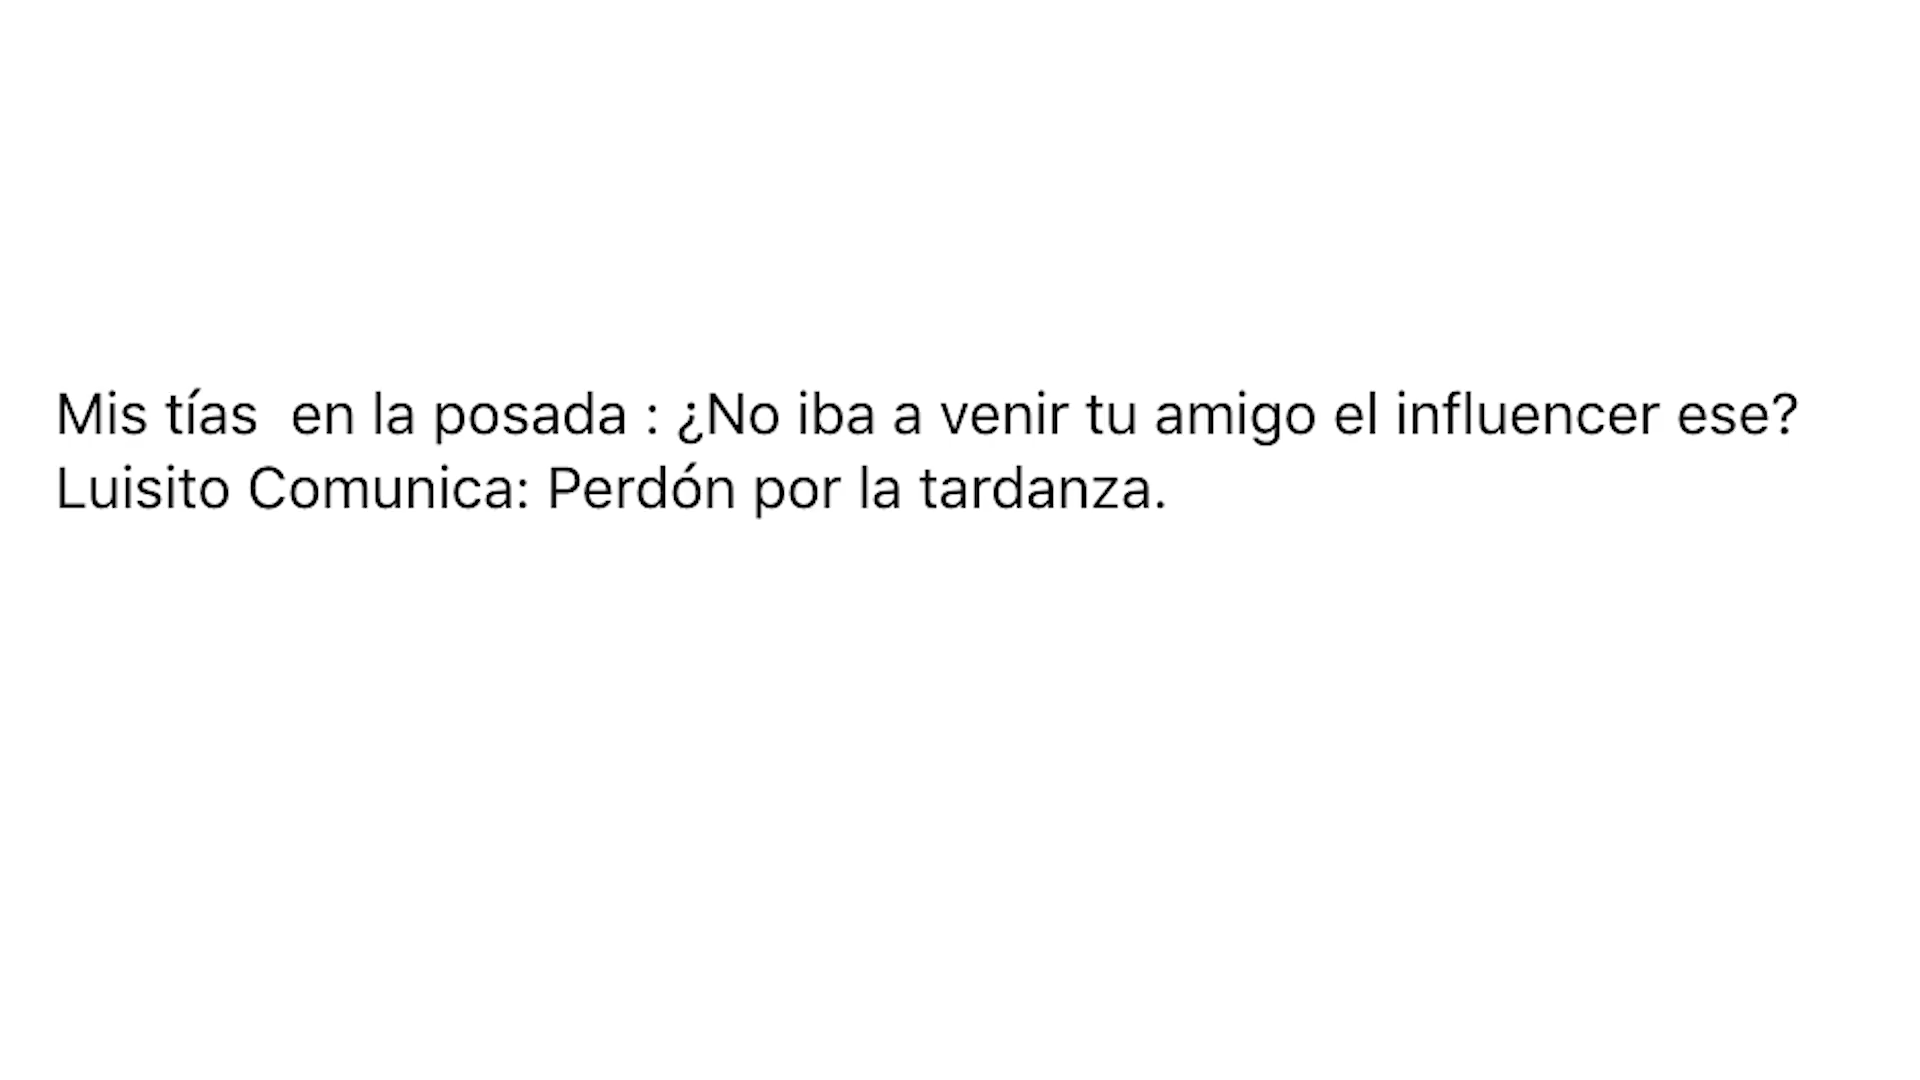 Mis tías  en la posada : ¿No iba a venir tu amigo el influencer ese?
Luisito Comunica: Perdón por la tardanza.